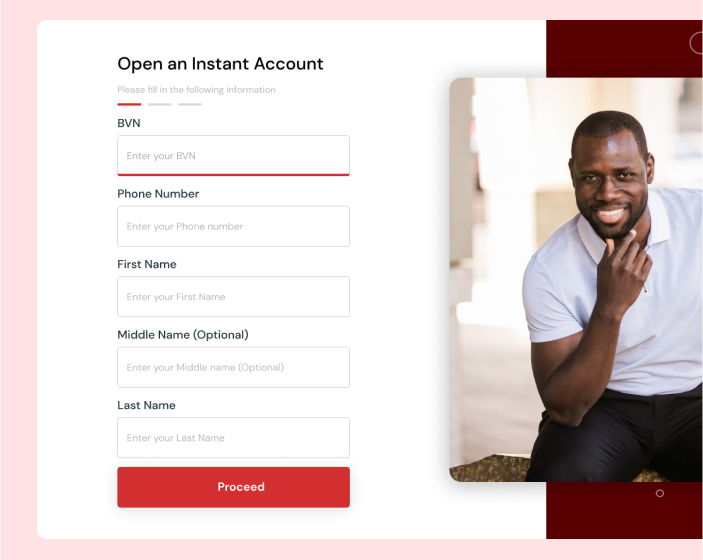 Open an Instant Account
Please fill in the following information
BVN
Enter your BVN
Phone Number
Enter your Phone number
First Name
Enter your First Name
Middle Name (Optional)
Enter your Middle name (Optional)
Last Name
Enter your Last Name
Proceed